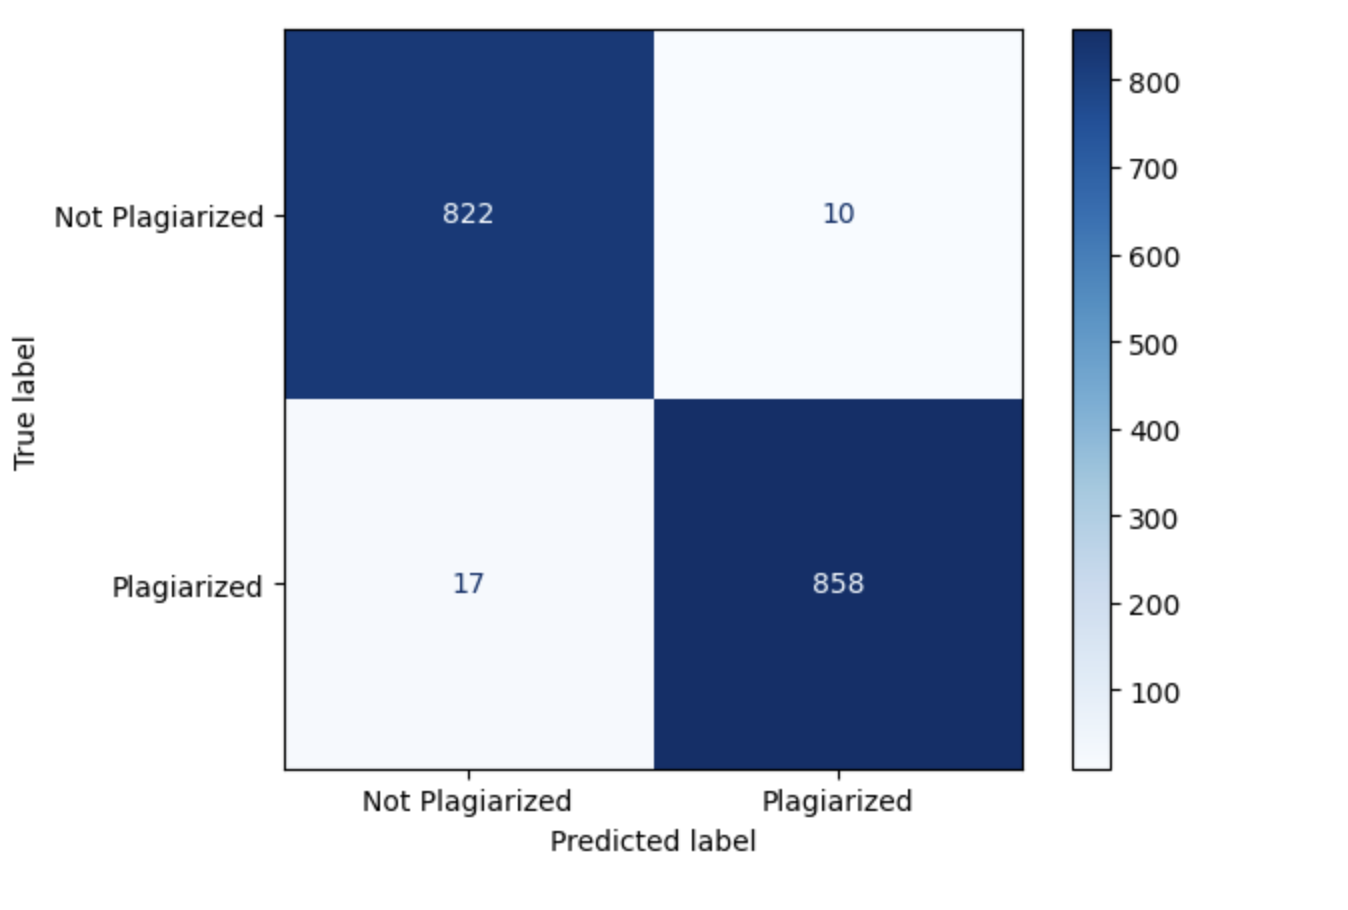 True label
Not Plagiarized
Plagiarized
822
10
17
858
Not Plagiarized
Plagiarized
Predicted label
800
700
600
500
400
300
200
100